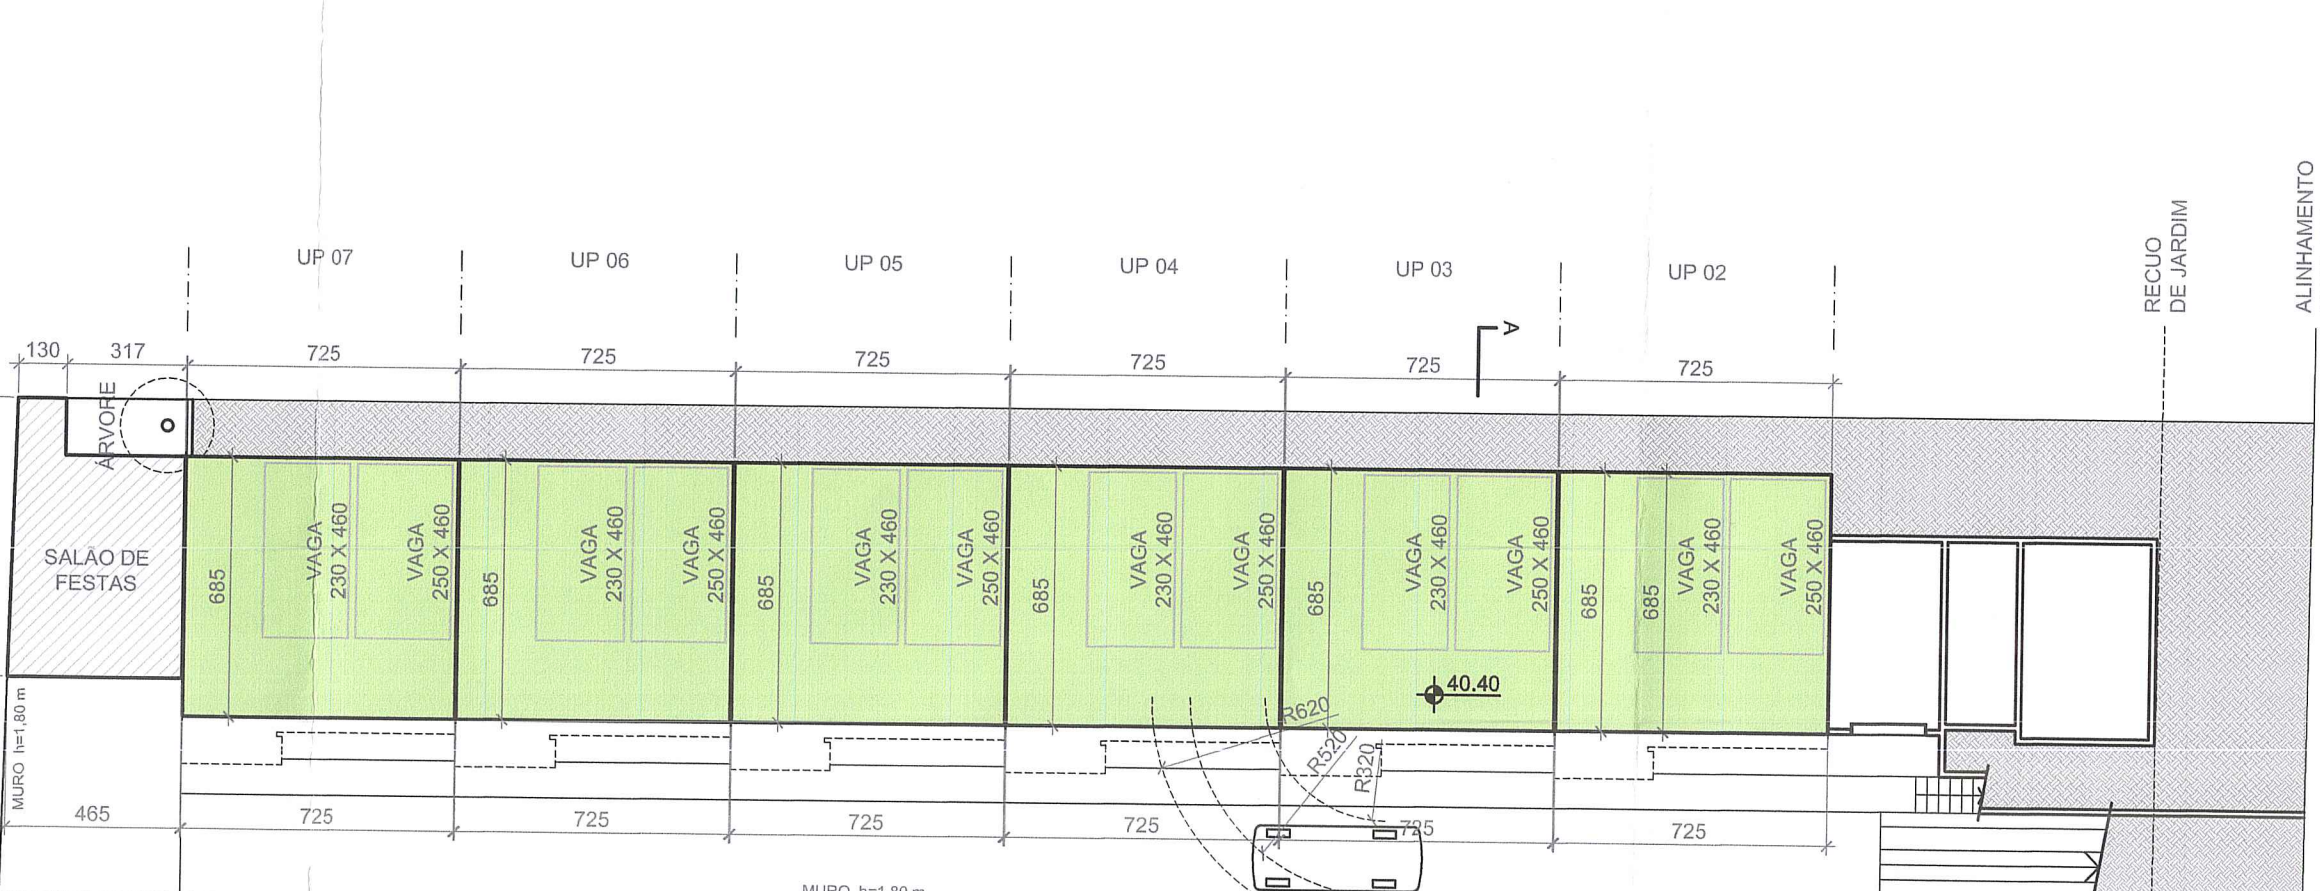 UP 07
UP 06
UP 05
UP 04
UP 03
UP 02
RECUO
DE JARDIM
ALINHAMENTO
A
130
317
725
725
725
725
725
725
ÁRVORE
SALÃO DE
FESTAS
685
VAGA
230 X 460
VAGA
250 X 460
685
VAGA
230 X 460
VAGA
250 X 460
685
VAGA
230 X 460
VAGA
250 X 460
685
VAGA
230 X 460
VAGA
250 X 460
685
VAGA
230 X 460
VAGA
250 X 460
685
685
VAGA
230 X 460
VAGA
250 X 460
40.40
R620
R520
R320
MURO h=1,80 m
465
725
725
725
725
725
725
MURO h=1,80 m